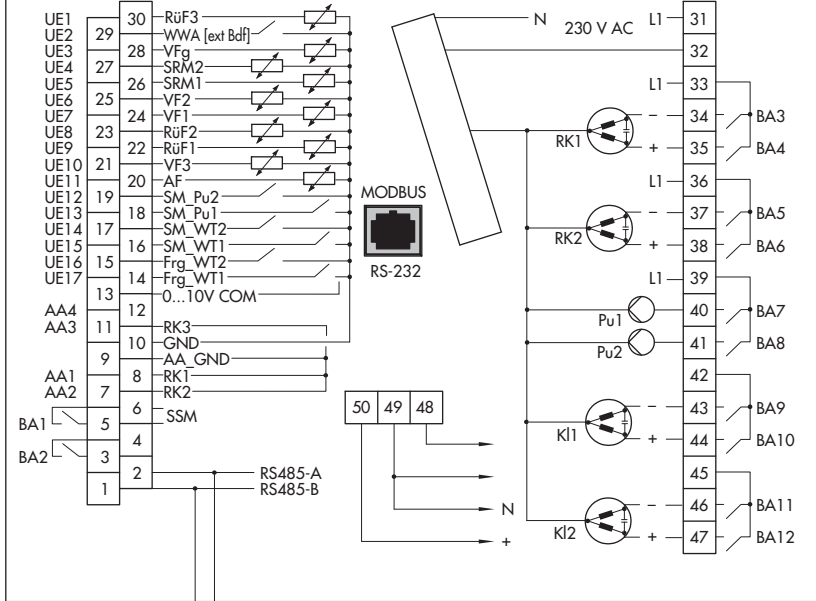 UE1 30 RüF3
UE2 29 WWA [ext Bdf]
UE3 28 VFg
UE4 27 SRM2
UE5 26 SRM1
UE6 25 VF2
UE7 24 VF1
UE8 23 RüF2
UE9 22 RüF1
UE10 21 VF3
UE11 20 AF
UE12 19 SM_Pu2
UE13 18 SM_Pu1
UE14 17 SM_WT2
UE15 16 SM_WT1
UE16 15 Frg_WT2
UE17 14 Frg_WT1
13 0...10V COM
AA4 12
AA3 11 RK3
10 GND
9 AA_GND
AA1 8 RK1
AA2 7 RK2
6 SSM
BA1 5
4
BA2 3
2 RS485-A
1 RS485-B
MODBUS
RS-232
50 49 48
N
+
N 230 V AC L1 31
32
L1 33
RK1 − 34 BA3
+ 35 BA4
L1 36
RK2 − 37 BA5
+ 38 BA6
L1 39
Pu1 40 BA7
Pu2 41 BA8
42
Kl1 − 43 BA9
+ 44 BA10
45
Kl2 − 46 BA11
+ 47 BA12